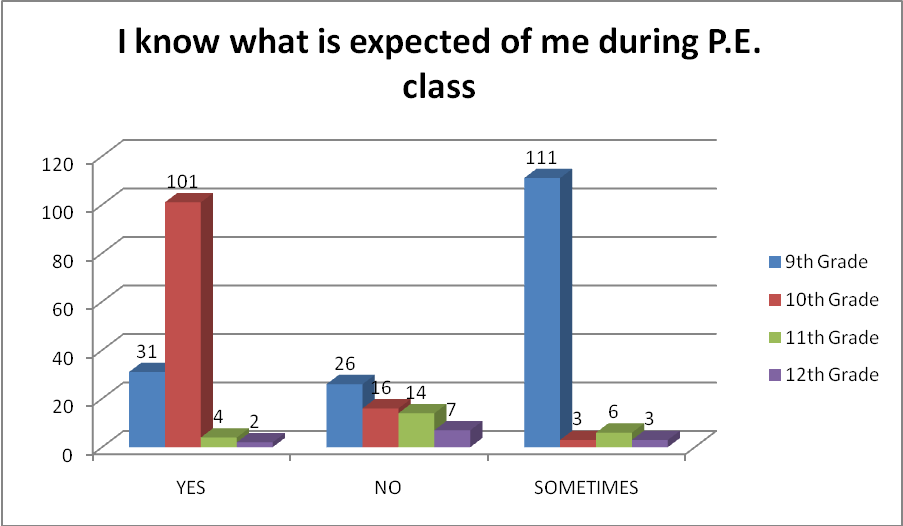 I know what is expected of me during P.E.
class
120
100
80
60
40
20
0
31
101
4
2
26
16
14
7
111
3
6
3
YES
NO
SOMETIMES
9th Grade
10th Grade
11th Grade
12th Grade